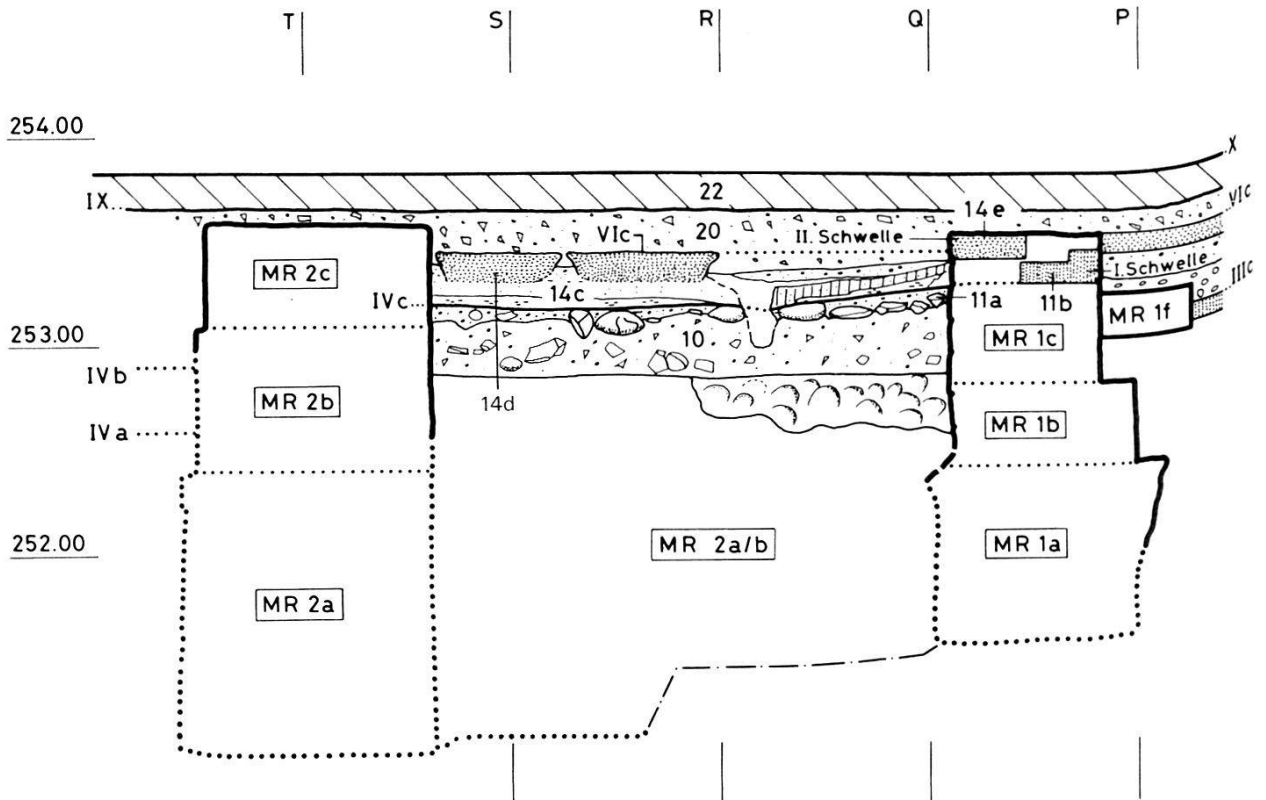 T S R Q P
254.00
X
IX
22
VIc
14e
VIc 20 II. Schwelle
I. Schwelle
MR 2c
14c
IIIc
IVc
11a 11b
MR 1f
253.00
10
MR 1c
IVb
MR 2b
14d
MR 1b
IVa
252.00
MR 2a/b
MR 1a
MR 2a